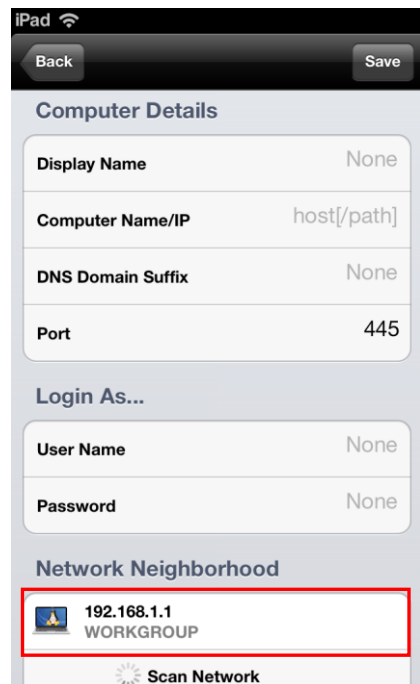 iPad
Back Save
Computer Details
Display Name None
Computer Name/IP host[/path]
DNS Domain Suffix None
Port 445
Login As...
User Name None
Password None
Network Neighborhood
192.168.1.1
WORKGROUP
Scan Network